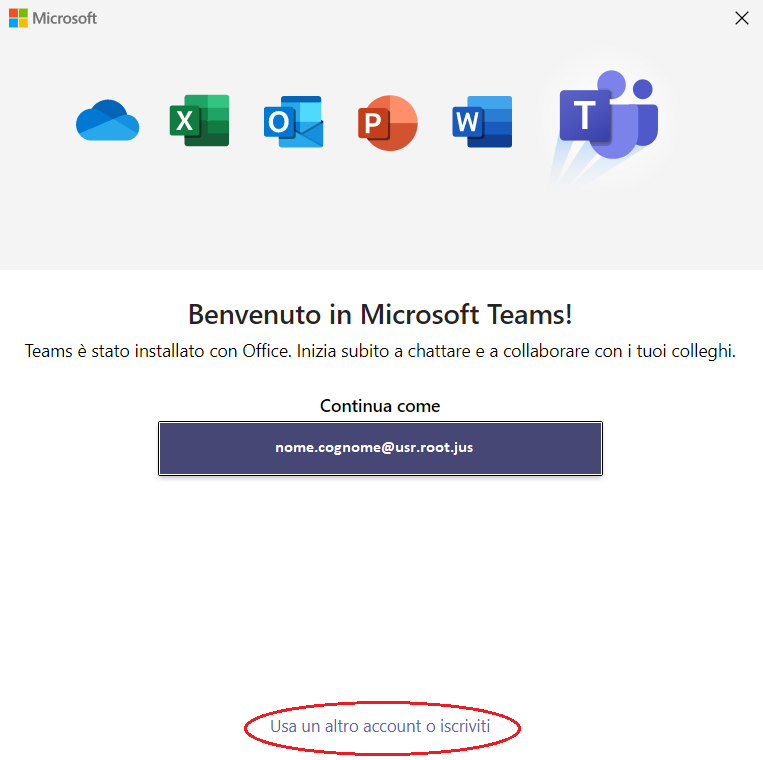 Microsoft
X
O
P
W
T
Benvenuto in Microsoft Teams!
Teams è stato installato con Office. Inizia subito a chattare e a collaborare con i tuoi colleghi.
Continua come
nome.cognome@usr.root.jus
Usa un altro account o iscriviti